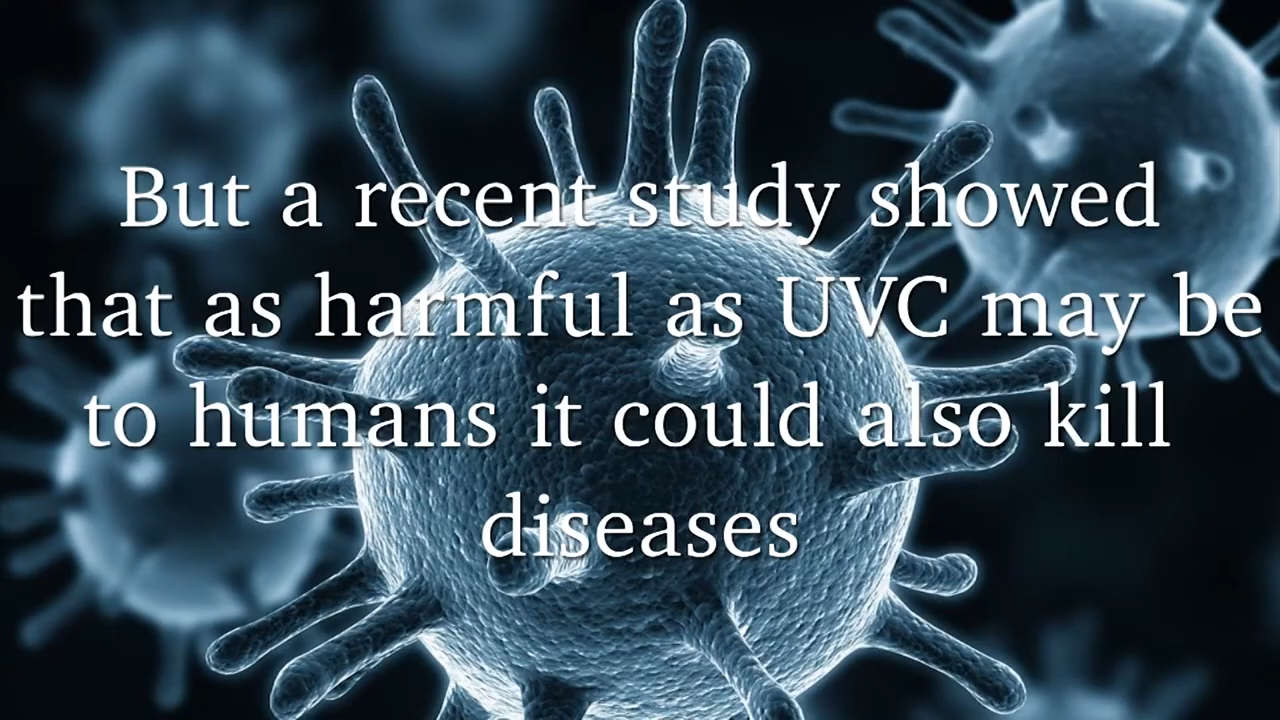 But a recent study showed
that as harmful as UVC may be
to humans it could also kill
diseases